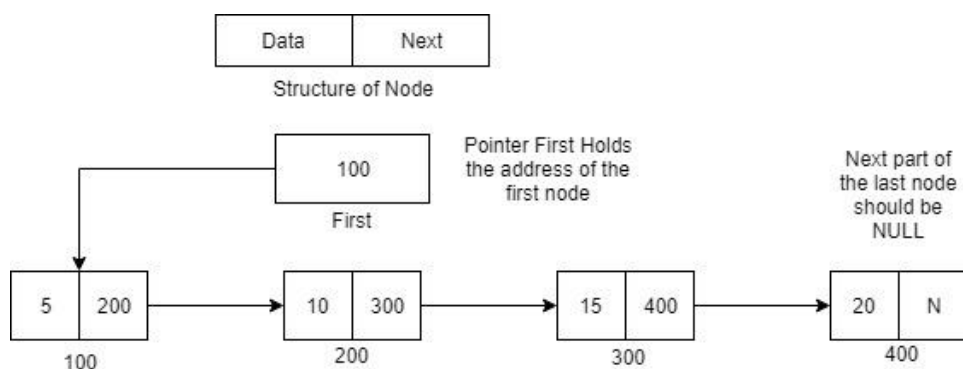 Data Next
Structure of Node
100
First
Pointer First Holds
the address of the
first node
Next part of
the last node
should be
NULL
5 200
100
10 300
200
15 400
300
20 N
400